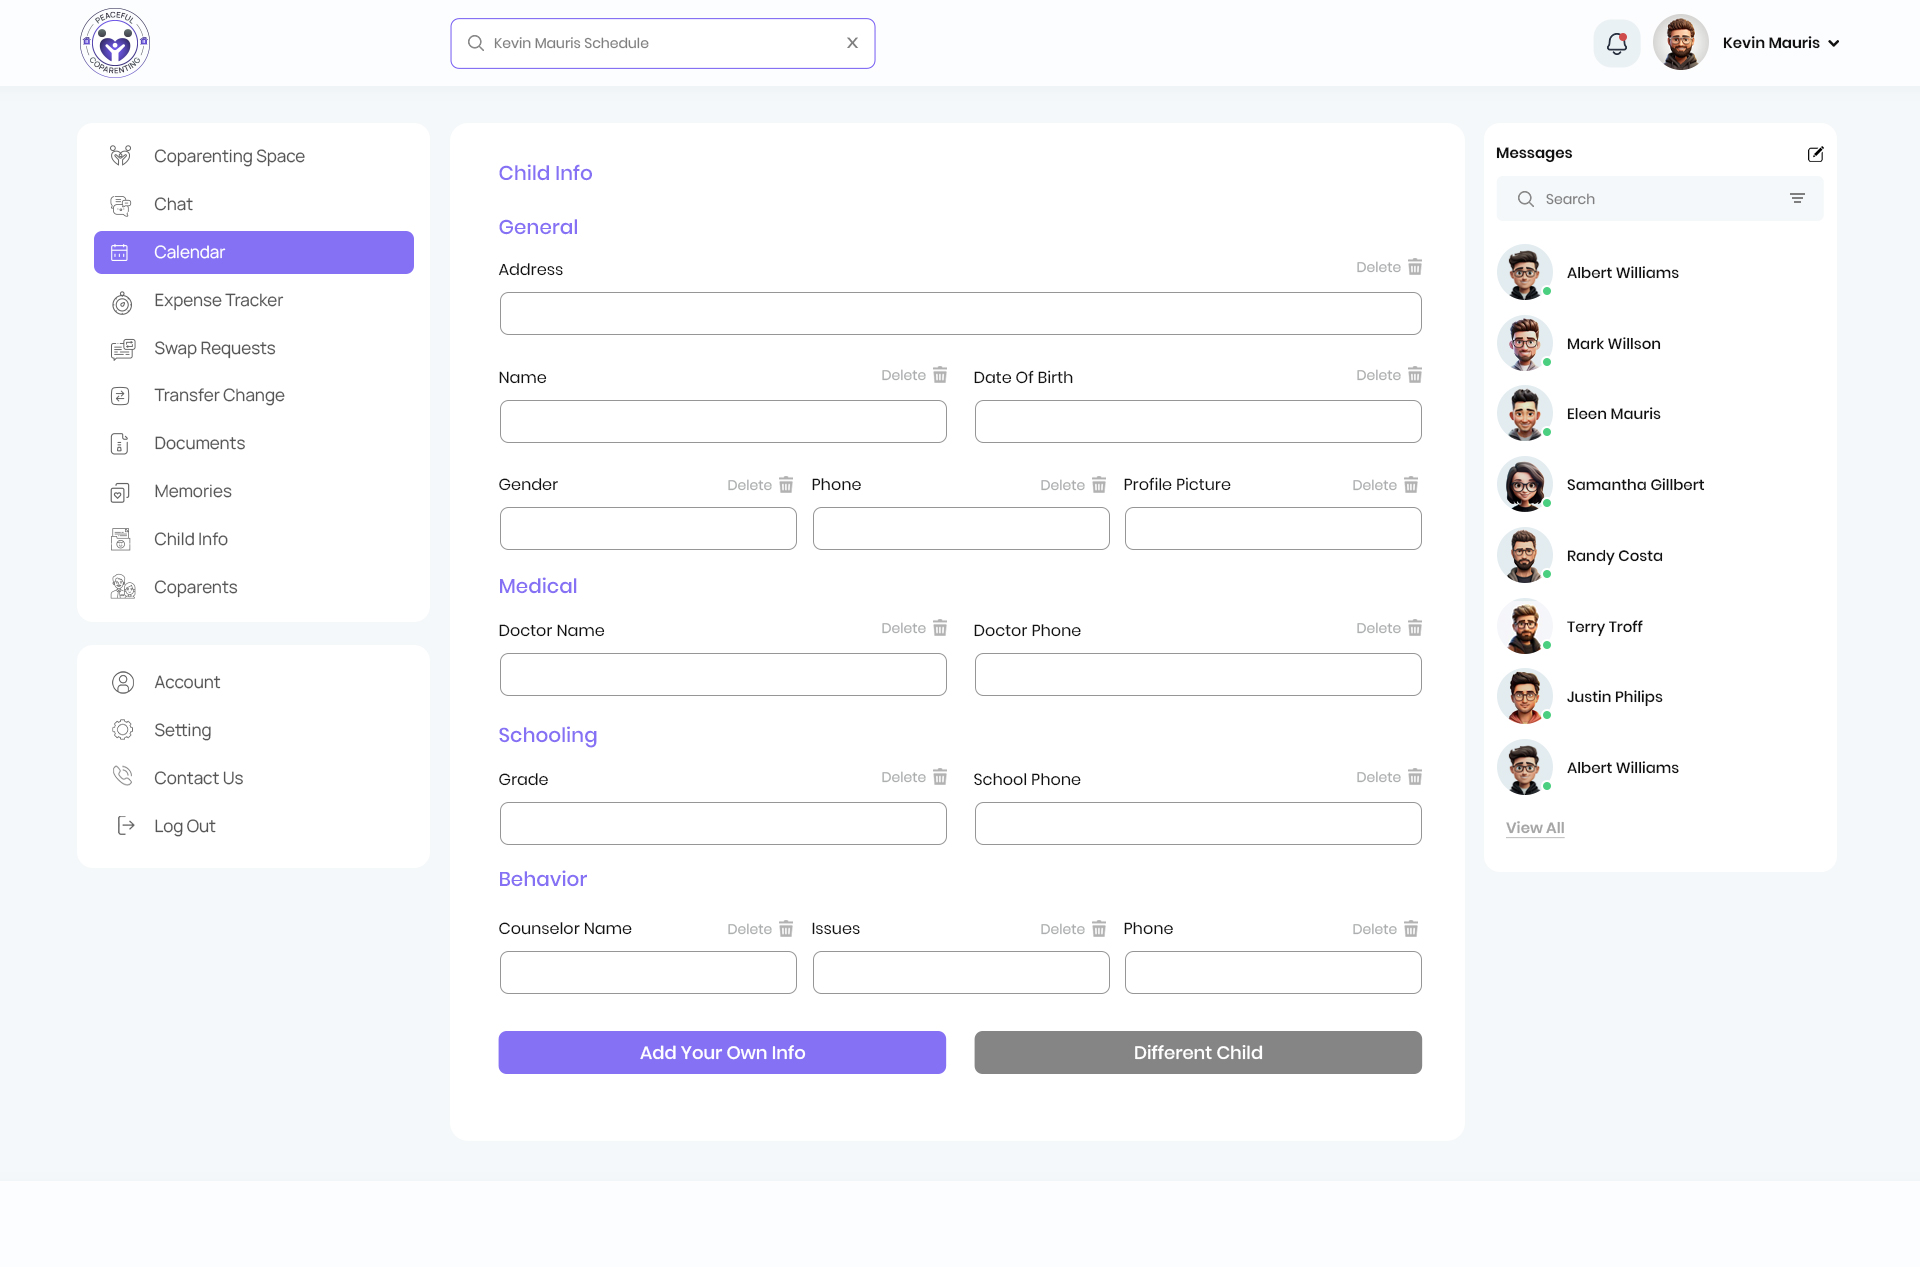 PEACEFUL
COPARENTING
Kevin Mauris Schedule
X
Kevin Mauris
Coparenting Space
Chat
Calendar
Expense Tracker
Swap Requests
Transfer Change
Documents
Memories
Child Info
Coparents
Account
Setting
Contact Us
Log Out
Child Info
General
Address Delete
Name Delete Date Of Birth Delete
Gender Delete Phone Delete Profile Picture Delete
Medical
Doctor Name Delete Doctor Phone Delete
Schooling
Grade Delete School Phone Delete
Behavior
Counselor Name Delete Issues Delete Phone Delete
Add Your Own Info Different Child
Messages
Search
Albert Williams
Mark Willson
Eleen Mauris
Samantha Gillbert
Randy Costa
Terry Troff
Justin Philips
Albert Williams
View All